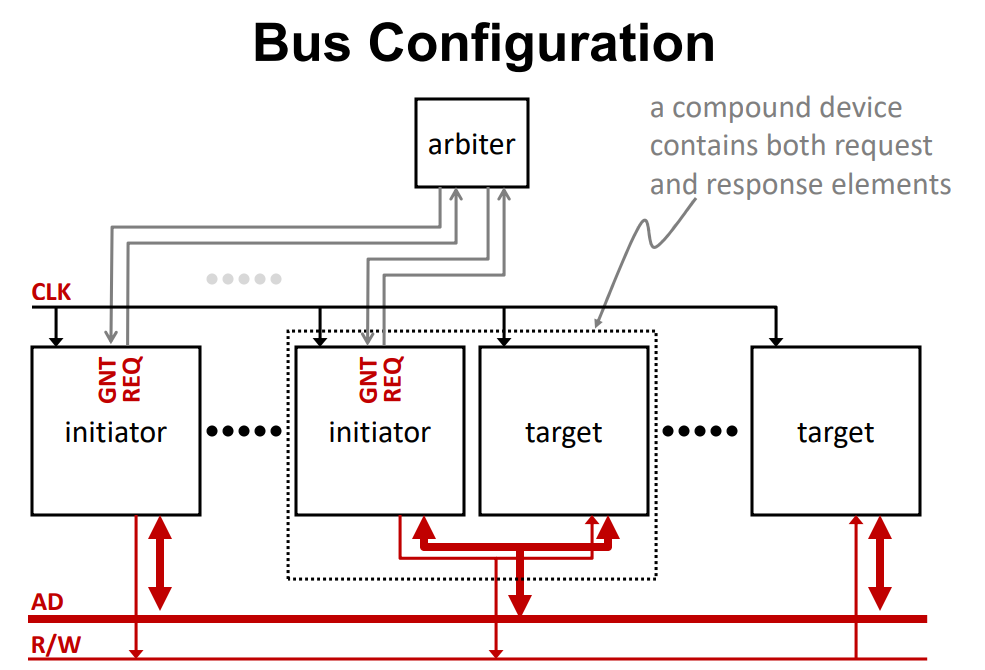 Bus Configuration
arbiter
a compound device
contains both request
and response elements
CLK
GNT
REQ
initiator
GNT
REQ
initiator
target
target
AD
R/W